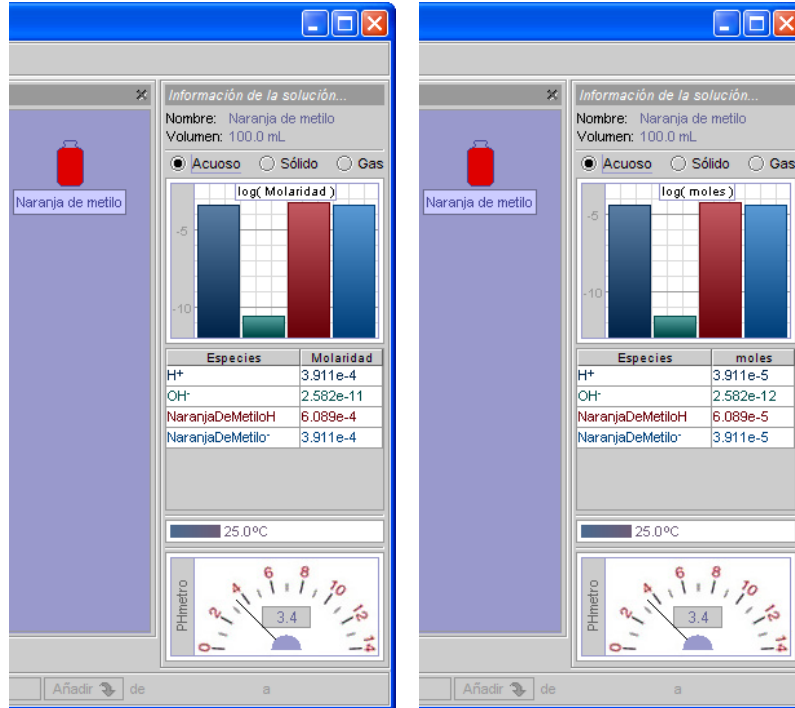 Información de la solución...
Nombre: Naranja de metilo
Volumen: 100.0 mL
Acuoso Sólido Gas
Naranja de metilo
log( Molaridad )
-5
-10
Especies Molaridad
H+ 3.911e-4
OH- 2.582e-11
NaranjaDeMetiloH 6.089e-4
NaranjaDeMetilo- 3.911e-4
25.0ºC
PHmetro
0 2 4 6 8 10 12 14
3.4
Añadir de a
Información de la solución...
Nombre: Naranja de metilo
Volumen: 100.0 mL
Acuoso Sólido Gas
Naranja de metilo
log( moles )
-5
-10
Especies moles
H+ 3.911e-5
OH- 2.582e-12
NaranjaDeMetiloH 6.089e-5
NaranjaDeMetilo- 3.911e-5
25.0ºC
PHmetro
0 2 4 6 8 10 12 14
3.4
Añadir de a